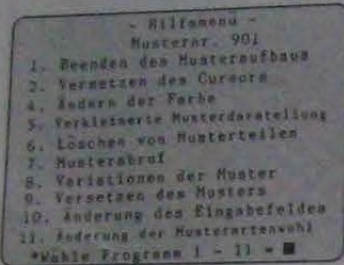 - Hilfsmenü -
Musternr. 901
1. Beenden des Musteraufbaus
2. Versetzen des Cursors
4. Ändern der Farbe
5. Verkleinerte Musterdarstellung
6. Löschen von Musterteilen
7. Musterabruf
8. Variationen der Muster
9. Versetzen des Musters
10. Änderung des Eingabefeldes
11. Änderung der Musterartenwahl
*Wähle Programm 1 - 11 = ■